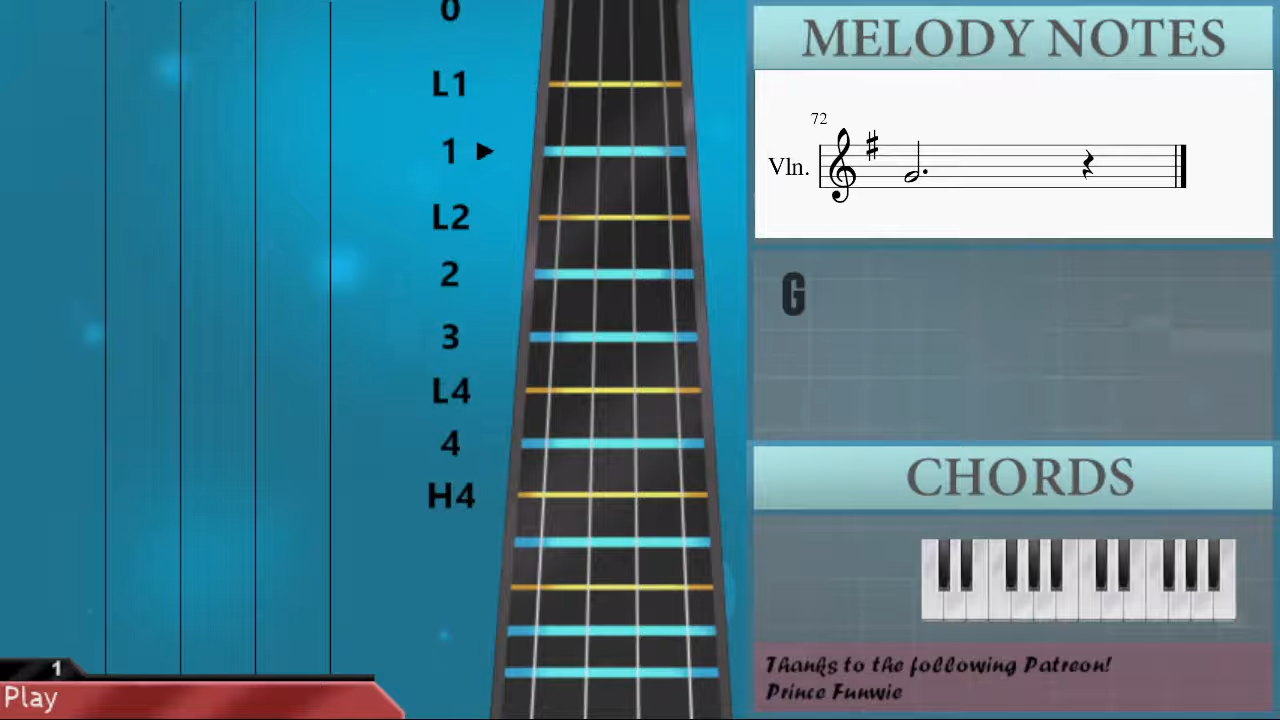 0
L1
1
L2
2
3
L4
4
H4
1
Play
MELODY NOTES
72
Vln.
G
CHORDS
Thanks to the following Patreon!
Prince Funwie